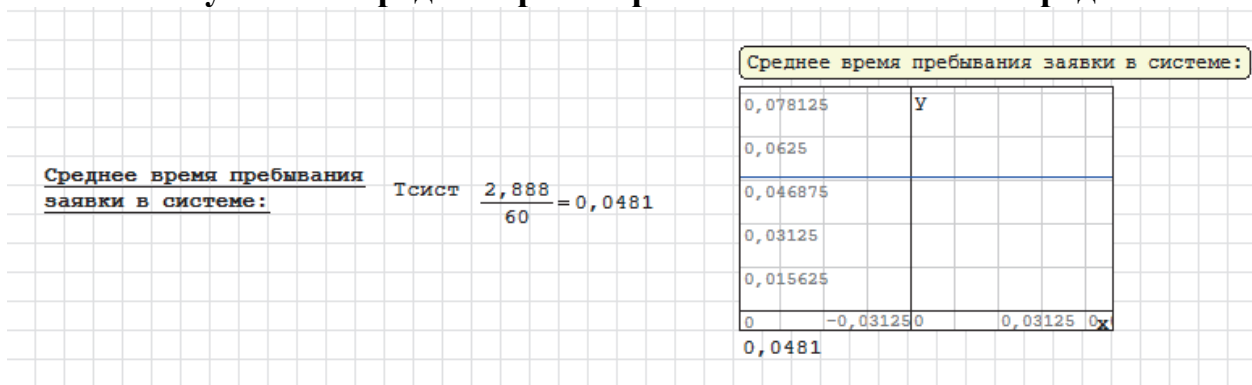 Среднее время пребывания
заявки в системе:
Тсист 2,888
60
=0,0481
Среднее время пребывания заявки в системе:
0,078125
y
0,0625
0,046875
0,03125
0,015625
0 -0,03125 0 0,03125 x
0,0481